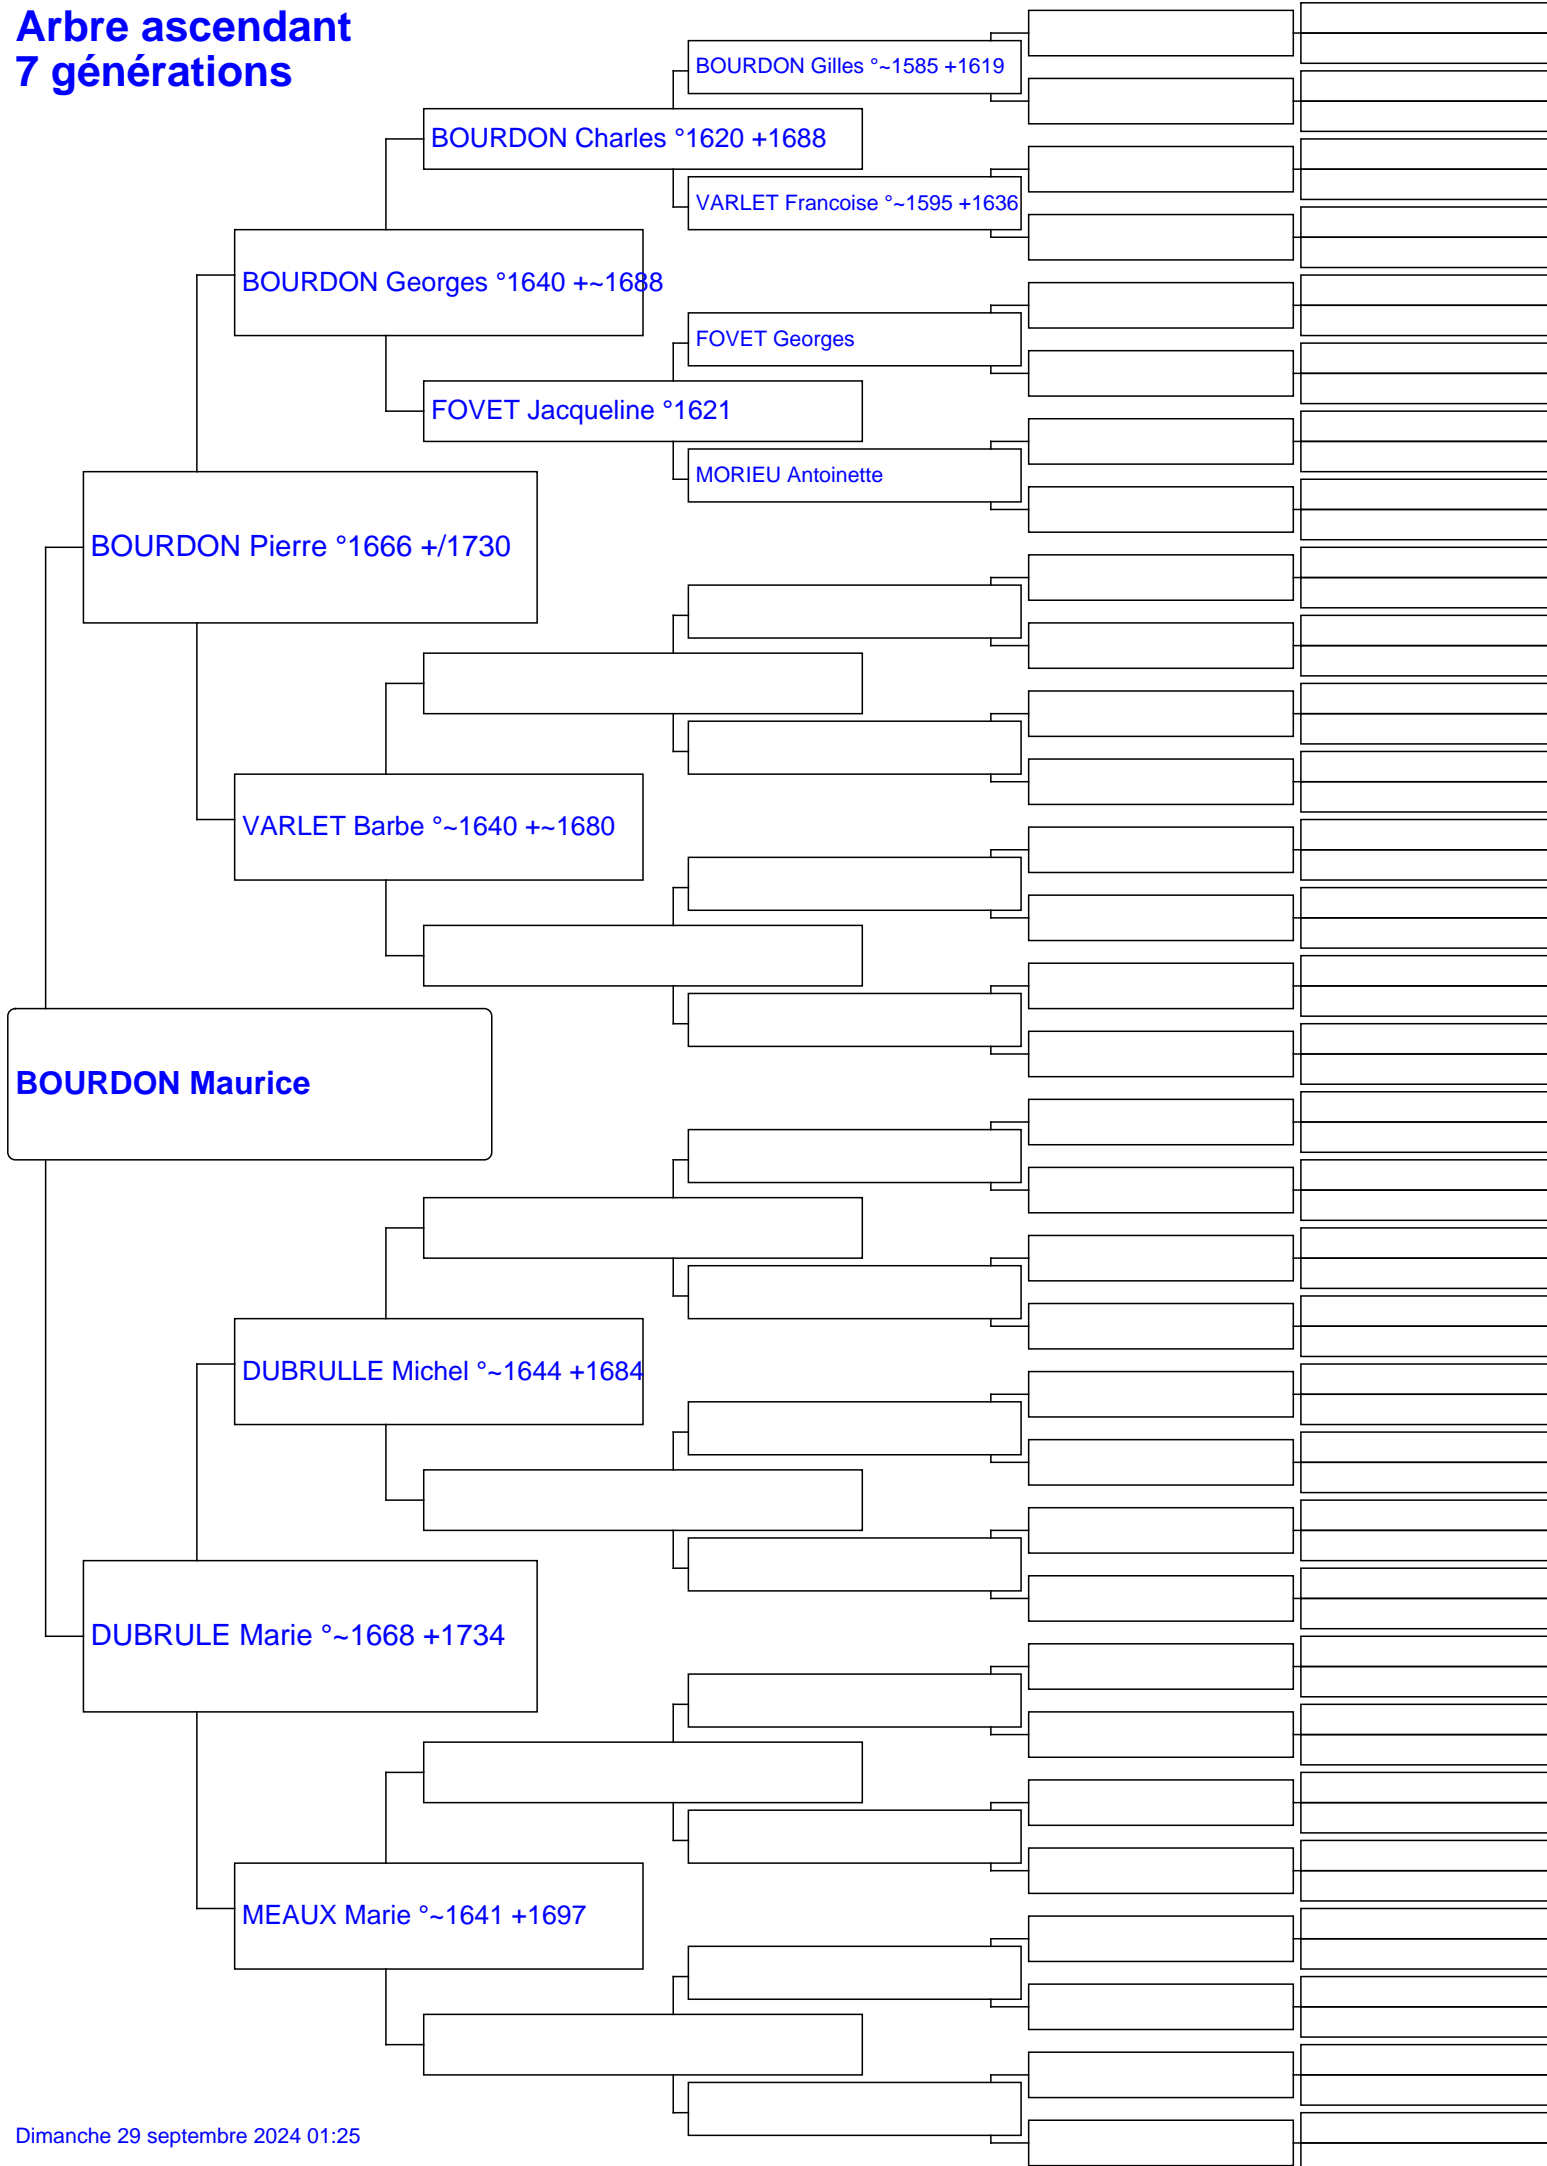 Arbre ascendant
7 générations
BOURDON Gilles °~1585 +1619
BOURDON Charles °1620 +1688
VARLET Francoise °~1595 +1636
BOURDON Georges °1640 +~1688
FOVET Georges
FOVET Jacqueline °1621
MORIEU Antoinette
BOURDON Pierre °1666 +/1730
VARLET Barbe °~1640 +~1680
BOURDON Maurice
DUBRULLE Michel °~1644 +1684
DUBRULE Marie °~1668 +1734
MEAUX Marie °~1641 +1697
Dimanche 29 septembre 2024 01:25